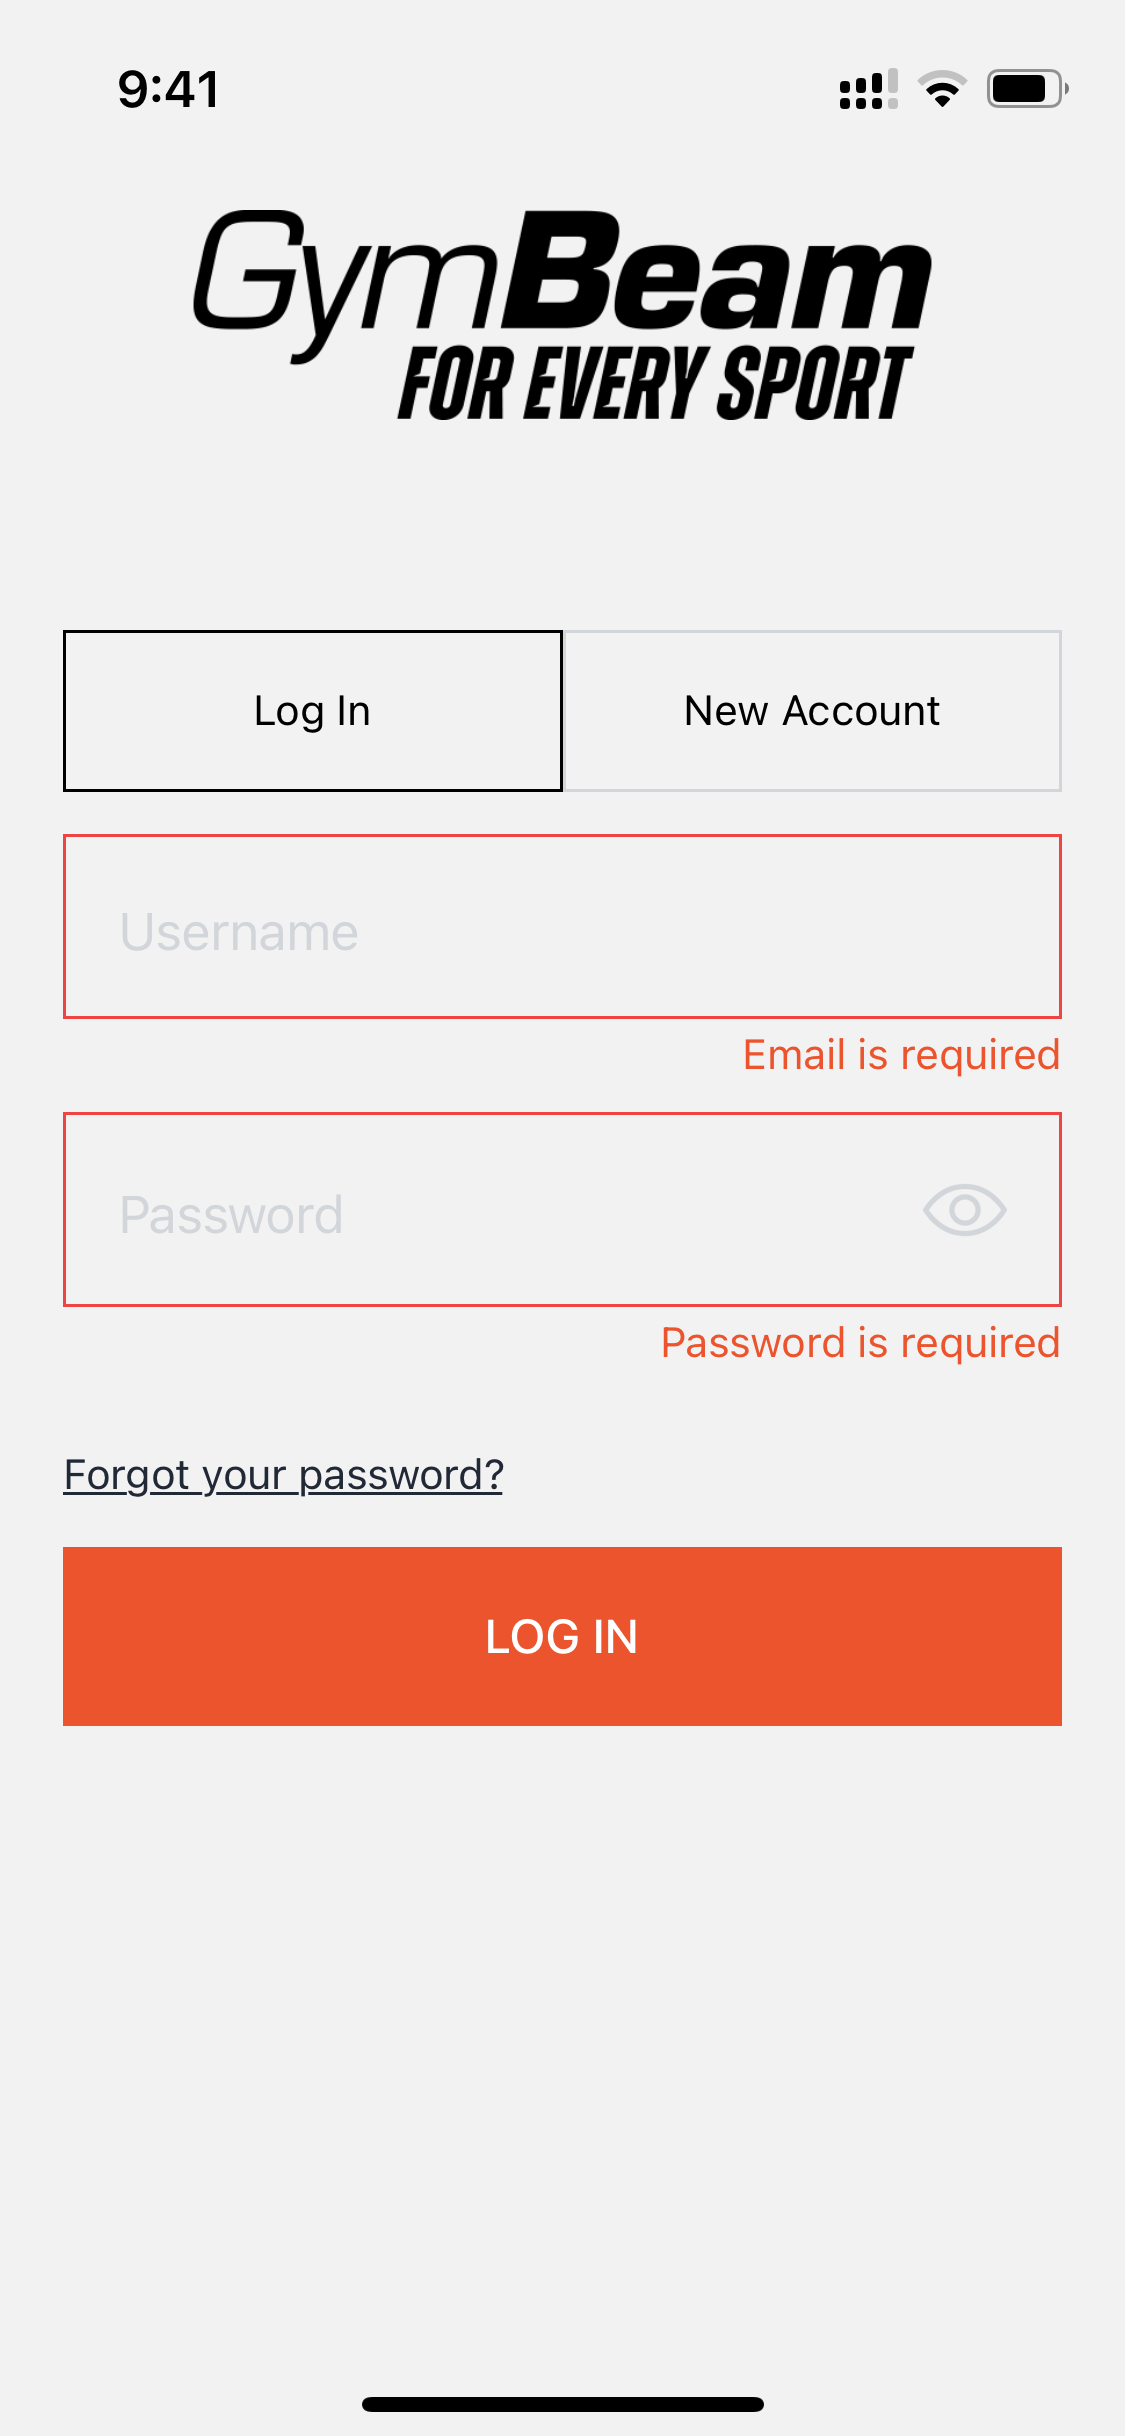 9:41
GymBeam
FOR EVERY SPORT
Log In
New Account
Username
Email is required
Password
Password is required
Forgot your password?
LOG IN